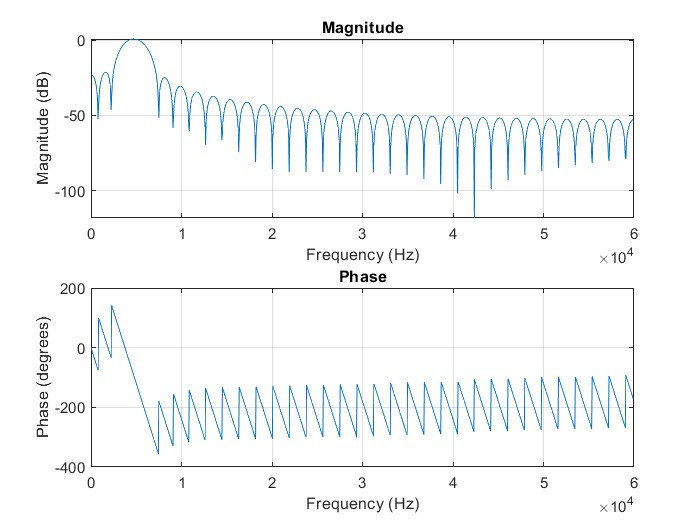 Magnitude
Magnitude (dB)
0
-50
-100
0 1 2 3 4 5 6
Frequency (Hz)
×10^4
Phase
Phase (degrees)
200
0
-200
-400
0 1 2 3 4 5 6
Frequency (Hz)
×10^4